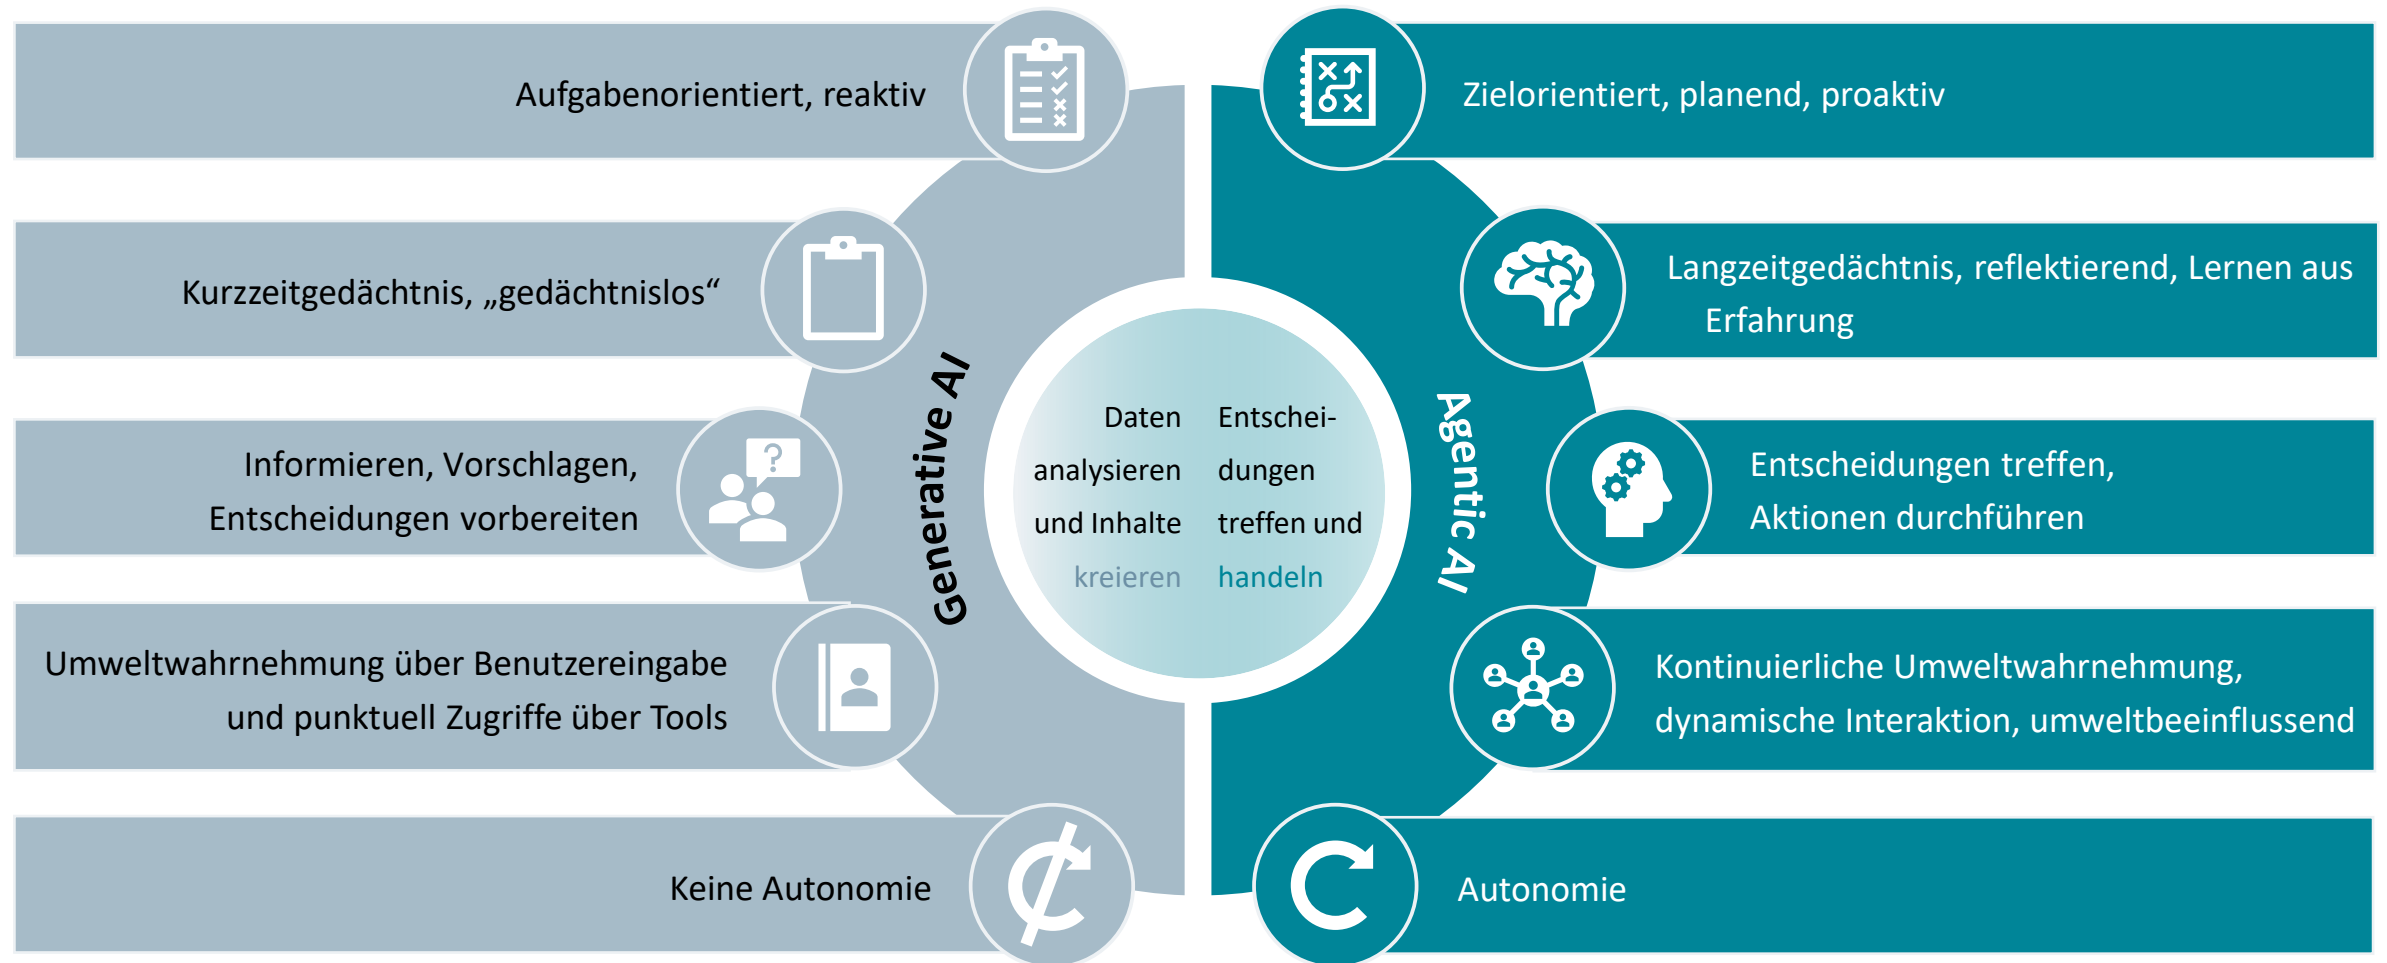 Aufgabenorientiert, reaktiv
Kurzzeitgedächtnis, „gedächtnislos“
Informieren, Vorschlagen,
Entscheidungen vorbereiten
Umweltwahrnehmung über Benutzereingabe
und punktuell Zugriffe über Tools
Keine Autonomie
Generative AI
Daten
analysieren
und Inhalte
kreieren
Entschei-
dungen
treffen und
handeln
Agentic AI
Zielorientiert, planend, proaktiv
Langzeitgedächtnis, reflektierend, Lernen aus
Erfahrung
Entscheidungen treffen,
Aktionen durchführen
Kontinuierliche Umweltwahrnehmung,
dynamische Interaktion, umweltbeeinflussend
Autonomie